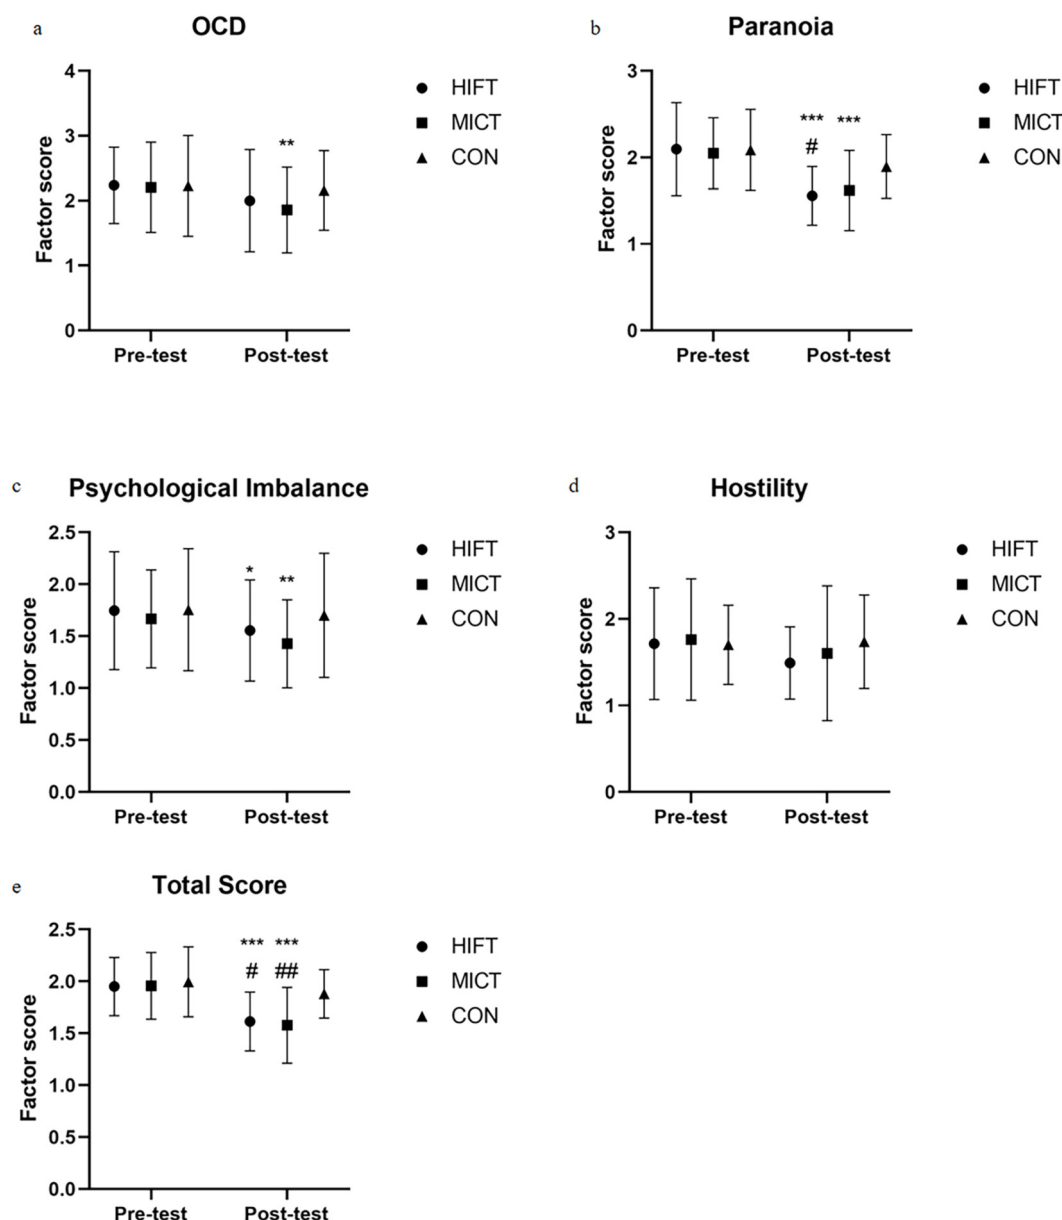 a
OCD
4
3
2
1
0
Factor score
** 
Pre-test
Post-test
HIFT
MICT
CON
b
Paranoia
3
2
1
0
Factor score
*** ***
#
Pre-test
Post-test
HIFT
MICT
CON
c
Psychological Imbalance
2.5
2.0
1.5
1.0
0.5
0.0
Factor score
* **
Pre-test
Post-test
HIFT
MICT
CON
d
Hostility
3
2
1
0
Factor score
Pre-test
Post-test
HIFT
MICT
CON
e
Total Score
2.5
2.0
1.5
1.0
0.5
0.0
Factor score
*** ***
# ##
Pre-test
Post-test
HIFT
MICT
CON